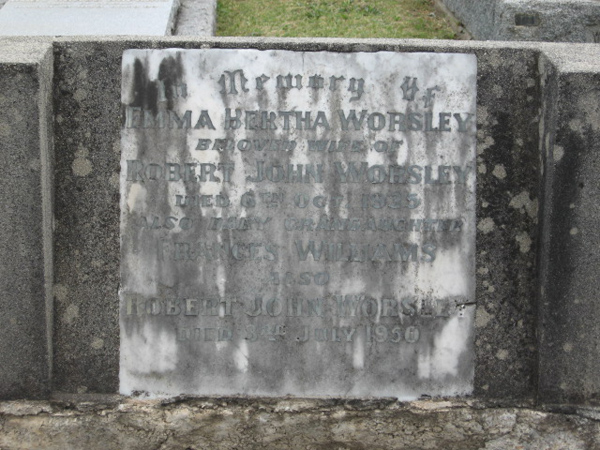 In Memory Of
EMMA BERTHA WORSLEY
BELOVED WIFE OF
ROBERT JOHN WORSLEY
DIED 6TH OCT
ALSO BABY GRANDDAUGHTER
FRANCES WILLIAMS
ALSO
ROBERT JOHN WORSLEY
DIED JULY 1950